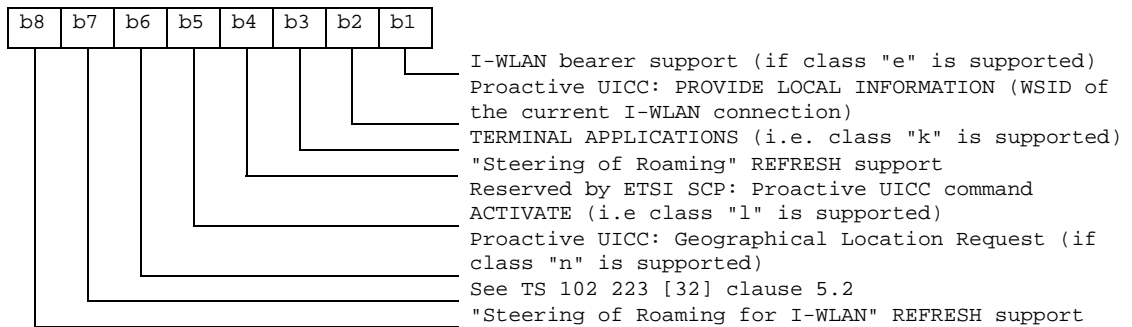 b8 b7 b6 b5 b4 b3 b2 b1
I-WLAN bearer support (if class "e" is supported)
Proactive UICC: PROVIDE LOCAL INFORMATION (WSID of
the current I-WLAN connection)
TERMINAL APPLICATIONS (i.e. class "k" is supported)
"Steering of Roaming" REFRESH support
Reserved by ETSI SCP: Proactive UICC command
ACTIVATE (i.e class "l" is supported)
Proactive UICC: Geographical Location Request (if
class "n" is supported)
See TS 102 223 [32] clause 5.2
"Steering of Roaming for I-WLAN" REFRESH support